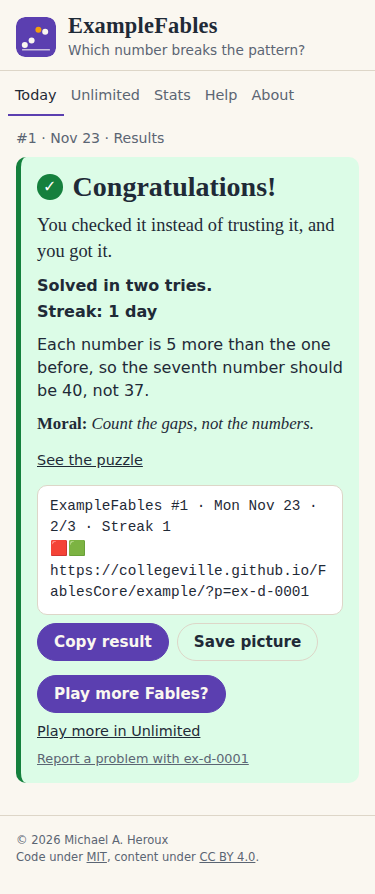 ExampleFables
Which number breaks the pattern?
Today Unlimited Stats Help About
#1 · Nov 23 · Results
✓ Congratulations!
You checked it instead of trusting it, and
you got it.
Solved in two tries.
Streak: 1 day
Each number is 5 more than the one
before, so the seventh number should
be 40, not 37.
Moral: Count the gaps, not the numbers.
See the puzzle
ExampleFables #1 · Mon Nov 23 ·
2/3 · Streak 1
🟥🟩
https://collegeville.github.io/F
ablesCore/example/?p=ex-d-0001
Copy result Save picture
Play more Fables?
Play more in Unlimited
Report a problem with ex-d-0001
© 2026 Michael A. Heroux
Code under MIT, content under CC BY 4.0.